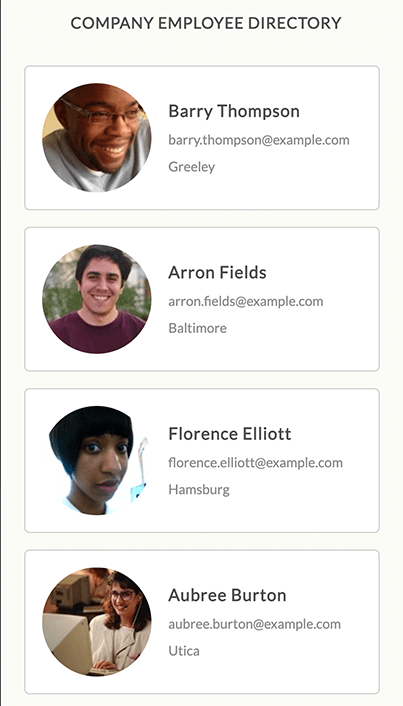 COMPANY EMPLOYEE DIRECTORY
Barry Thompson
barry.thompson@example.com
Greeley
Arron Fields
arron.fields@example.com
Baltimore
Florence Elliott
florence.elliott@example.com
Hamsburg
Aubree Burton
aubree.burton@example.com
Utica